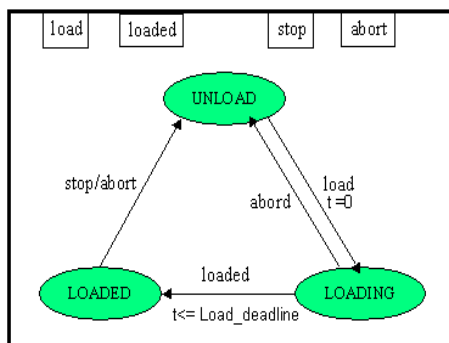 load
loaded
stop
abort
UNLOAD
stop/abort
abord
load
t=0
LOADED
loaded
t<= Load_deadline
LOADING